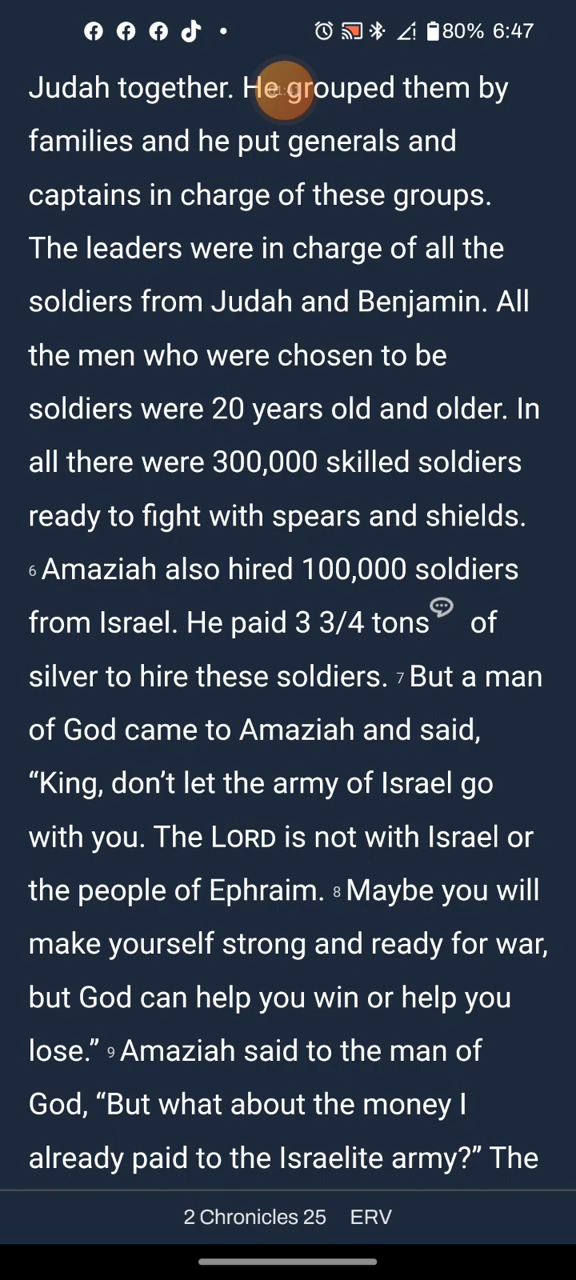 80% 6:47
Judah together. He grouped them by
families and he put generals and
captains in charge of these groups.
The leaders were in charge of all the
soldiers from Judah and Benjamin. All
the men who were chosen to be
soldiers were 20 years old and older. In
all there were 300,000 skilled soldiers
ready to fight with spears and shields.
6 Amaziah also hired 100,000 soldiers
from Israel. He paid 3 3/4 tons of
silver to hire these soldiers. 7 But a man
of God came to Amaziah and said,
“King, don’t let the army of Israel go
with you. The LORD is not with Israel or
the people of Ephraim. 8 Maybe you will
make yourself strong and ready for war,
but God can help you win or help you
lose.” 9 Amaziah said to the man of
God, “But what about the money I
already paid to the Israelite army?” The
2 Chronicles 25 ERV